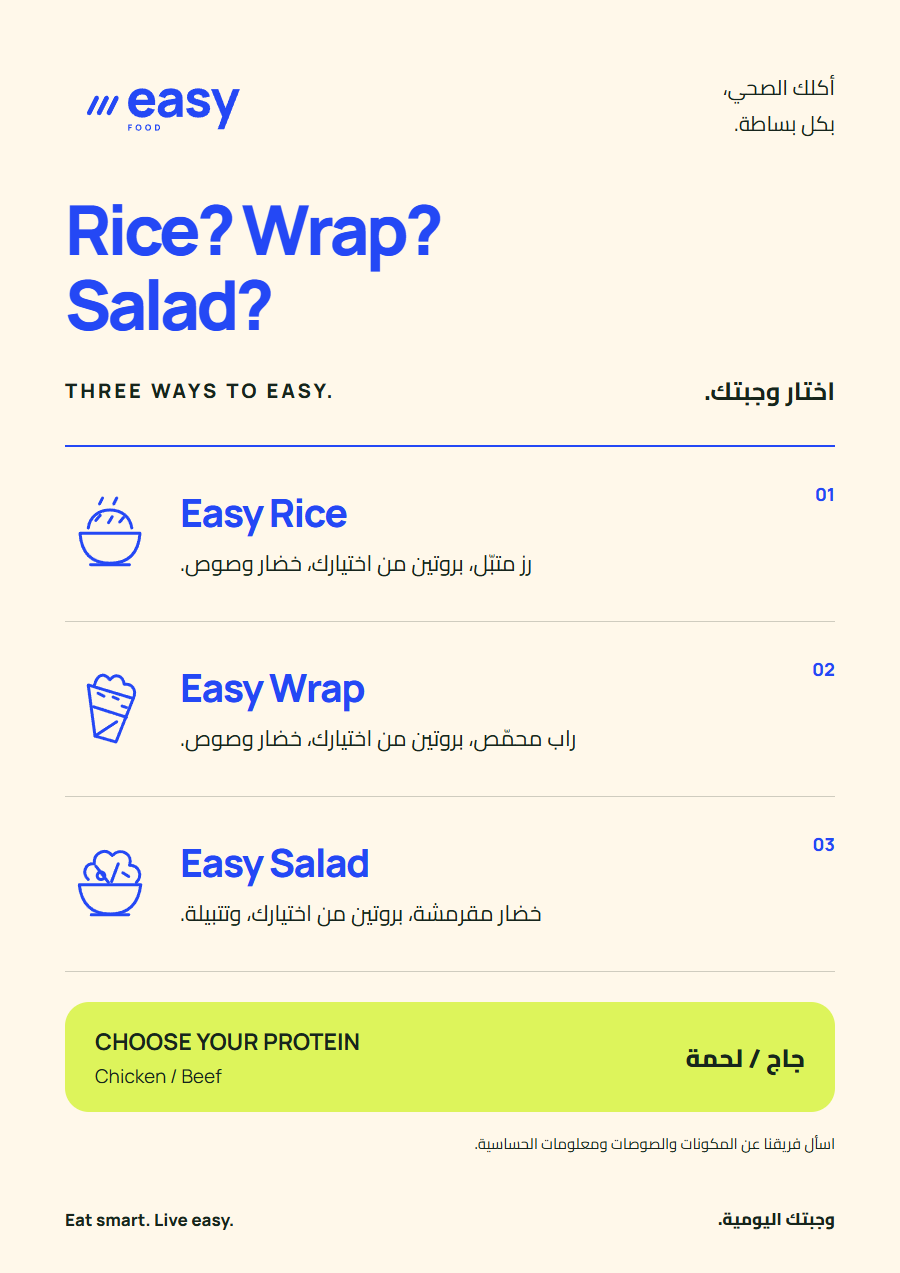 easy
FOOD
أكلك الصحي،
بكل بساطة.
Rice? Wrap?
Salad?
THREE WAYS TO EASY.
اختار وجبتك.
01
Easy Rice
رز متبّل، بروتين من اختيارك، خضار وصوص.
02
Easy Wrap
راب محمّص، بروتين من اختيارك، خضار وصوص.
03
Easy Salad
خضار مقرمشة، بروتين من اختيارك، وتتبيلة.
CHOOSE YOUR PROTEIN
Chicken / Beef
جاج / لحمة
اسأل فريقنا عن المكونات والصوصات ومعلومات الحساسية.
Eat smart. Live easy.
وجبتك اليومية.